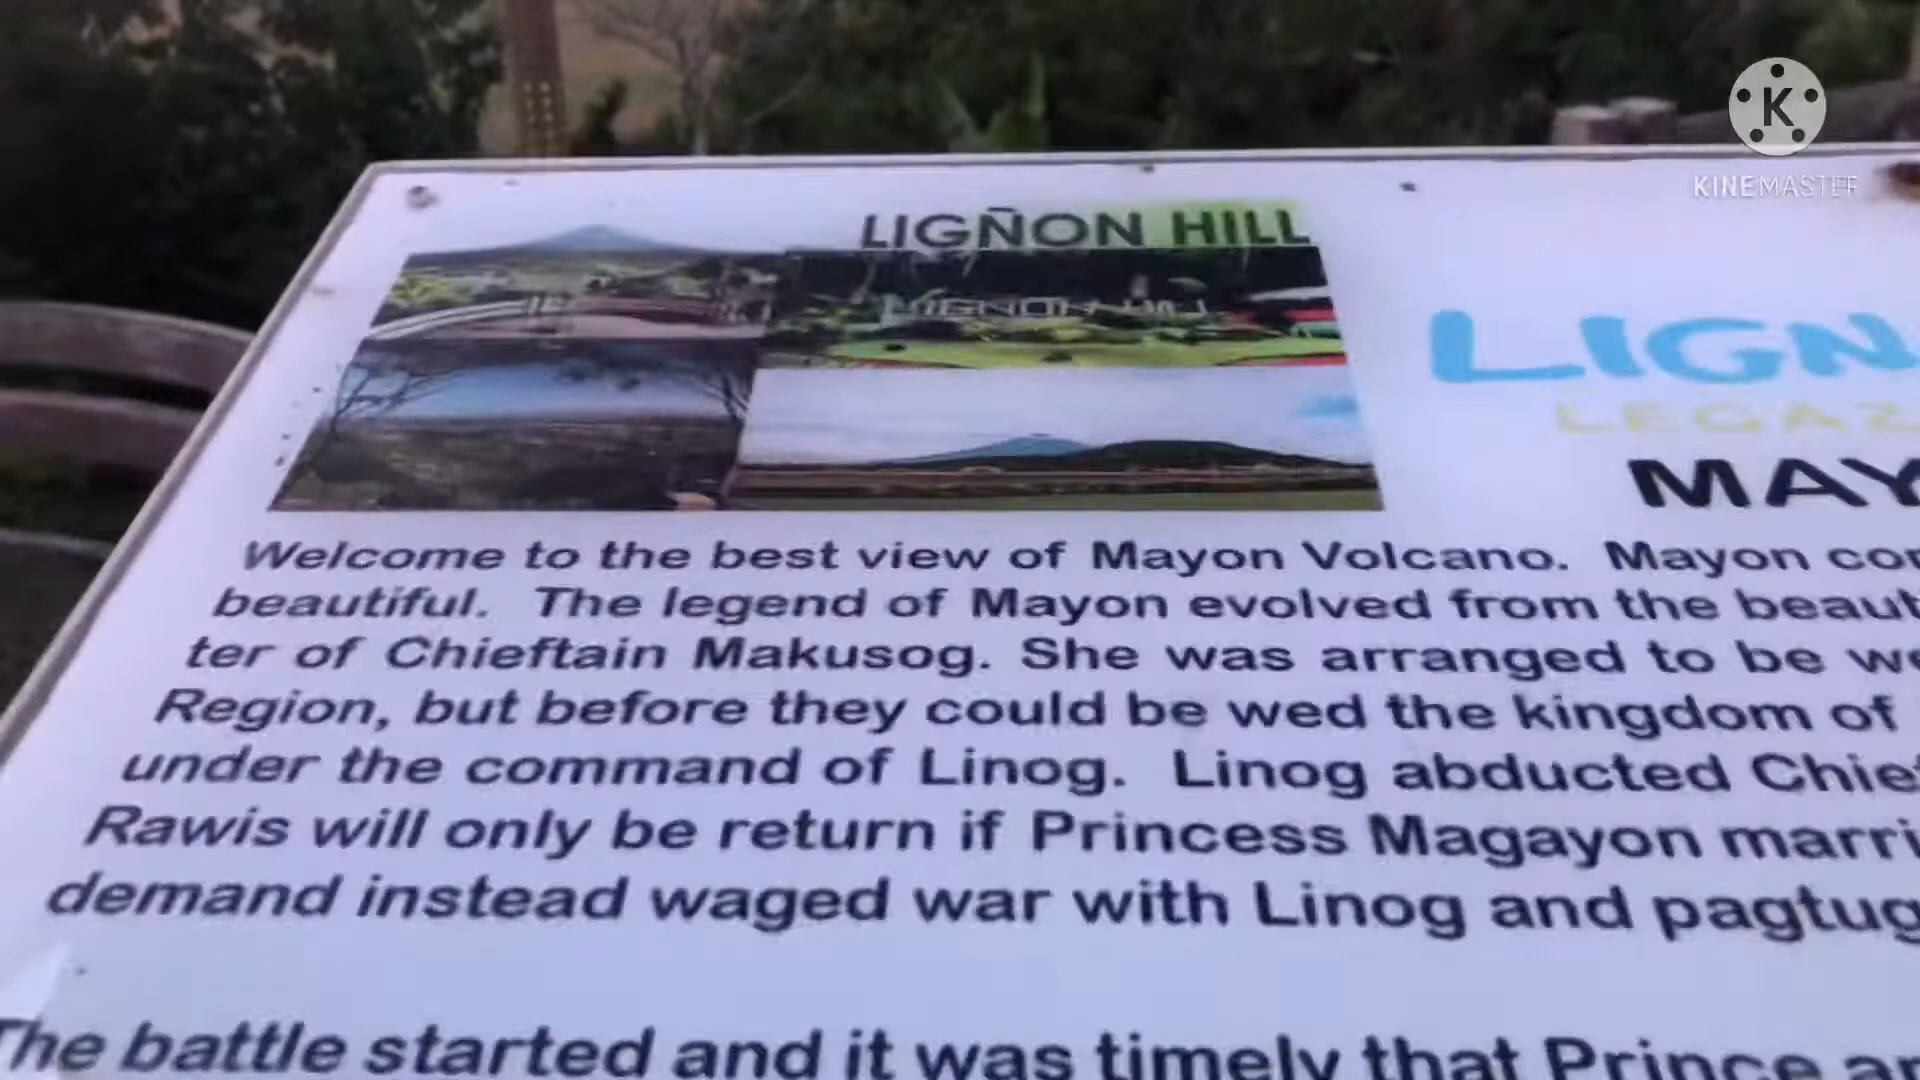 K
KINEMASTER
LIGÑON HILL
LIGNON HILL
LIGN
LEGAZ
MAY
Welcome to the best view of Mayon Volcano. Mayon co
beautiful. The legend of Mayon evolved from the beaut
ter of Chieftain Makusog. She was arranged to be we
Region, but before they could be wed the kingdom of
under the command of Linog. Linog abducted Chie
Rawis will only be return if Princess Magayon marri
demand instead waged war with Linog and pagtug
The battle started and it was timely that Prince ar